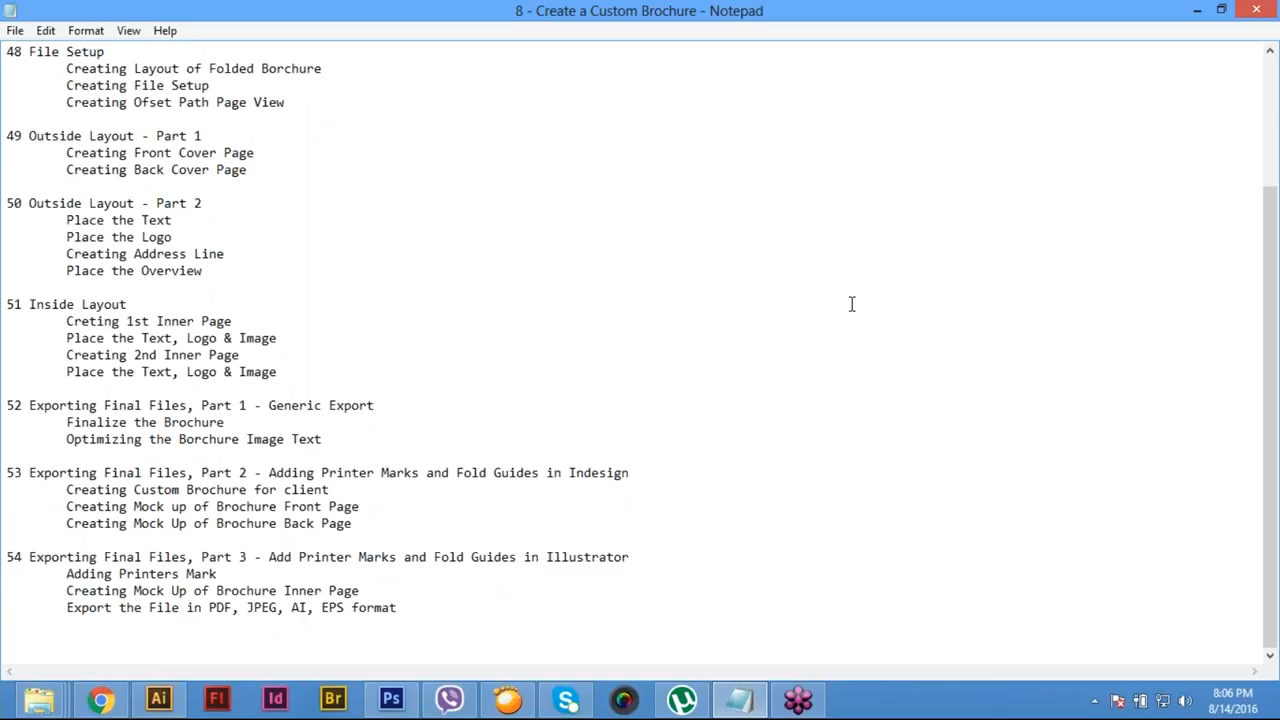 8 - Create a Custom Brochure - Notepad
File Edit Format View Help
48 File Setup
Creating Layout of Folded Borchure
Creating File Setup
Creating Ofset Path Page View
49 Outside Layout - Part 1
Creating Front Cover Page
Creating Back Cover Page
50 Outside Layout - Part 2
Place the Text
Place the Logo
Creating Address Line
Place the Overview
51 Inside Layout
Creting 1st Inner Page
Place the Text, Logo & Image
Creating 2nd Inner Page
Place the Text, Logo & Image
52 Exporting Final Files, Part 1 - Generic Export
Finalize the Brochure
Optimizing the Borchure Image Text
53 Exporting Final Files, Part 2 - Adding Printer Marks and Fold Guides in Indesign
Creating Custom Brochure for client
Creating Mock up of Brochure Front Page
Creating Mock Up of Brochure Back Page
54 Exporting Final Files, Part 3 - Add Printer Marks and Fold Guides in Illustrator
Adding Printers Mark
Creating Mock Up of Brochure Inner Page
Export the File in PDF, JPEG, AI, EPS format
Ai Fl Id Br Ps
8:06 PM
8/14/2016